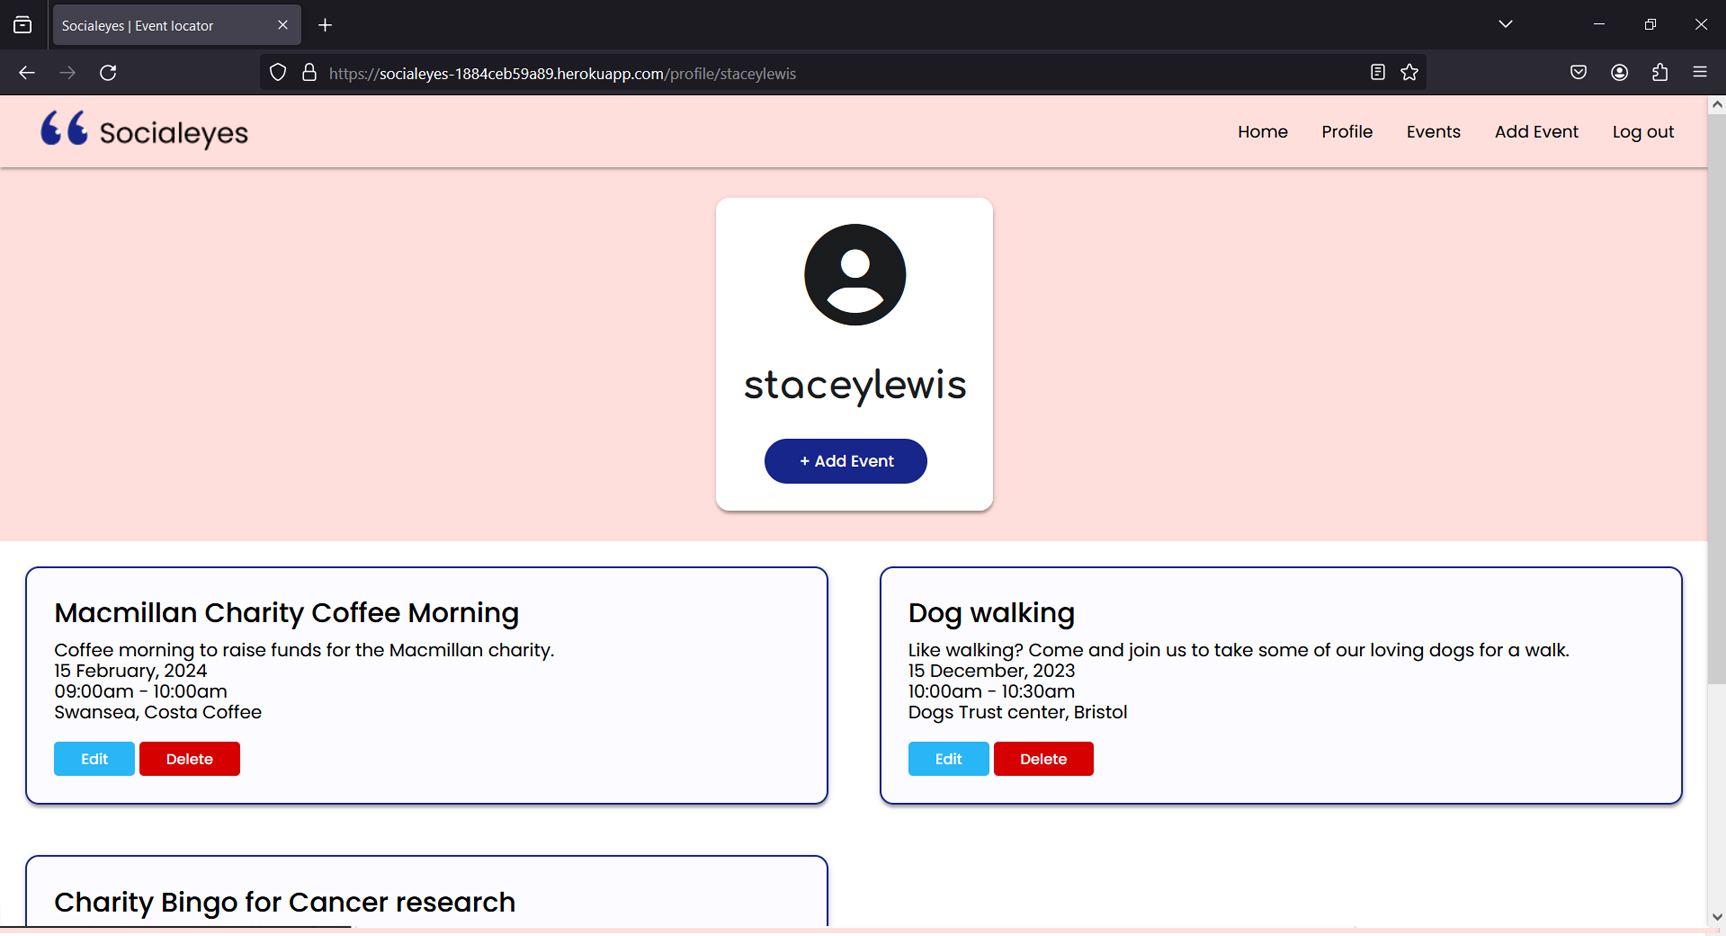 Socialeyes | Event locator
https://socialeyes-1884ceb59a89.herokuapp.com/profile/staceylewis
Socialeyes
Home Profile Events Add Event Log out
staceylewis
+ Add Event
Macmillan Charity Coffee Morning
Coffee morning to raise funds for the Macmillan charity.
15 February, 2024
09:00am - 10:00am
Swansea, Costa Coffee
Edit Delete
Dog walking
Like walking? Come and join us to take some of our loving dogs for a walk.
15 December, 2023
10:00am - 10:30am
Dogs Trust center, Bristol
Edit Delete
Charity Bingo for Cancer research